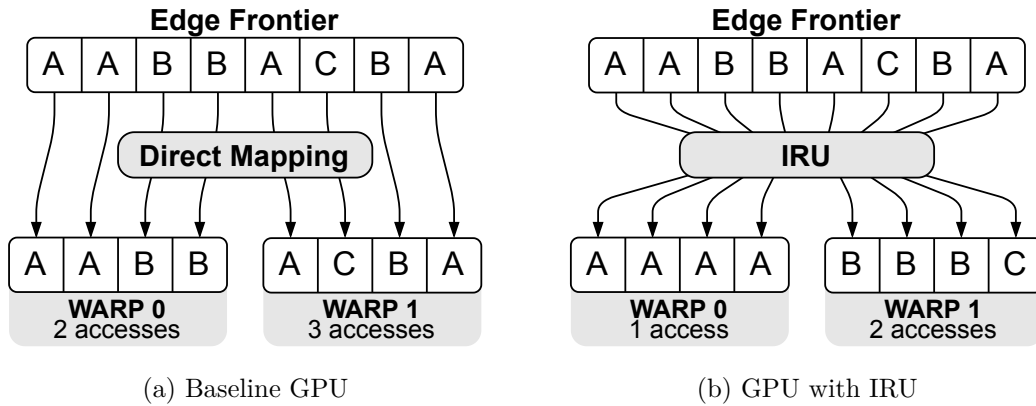 Edge Frontier
A A B B A C B A
Direct Mapping
A A B B
A C B A
WARP 0
2 accesses
WARP 1
3 accesses
(a) Baseline GPU
Edge Frontier
A A B B A C B A
IRU
A A A A
B B B C
WARP 0
1 access
WARP 1
2 accesses
(b) GPU with IRU